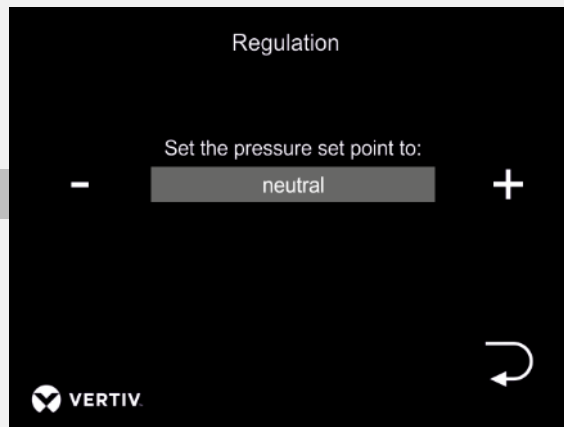 Regulation
Set the pressure set point to:
- neutral +
VERTIV.